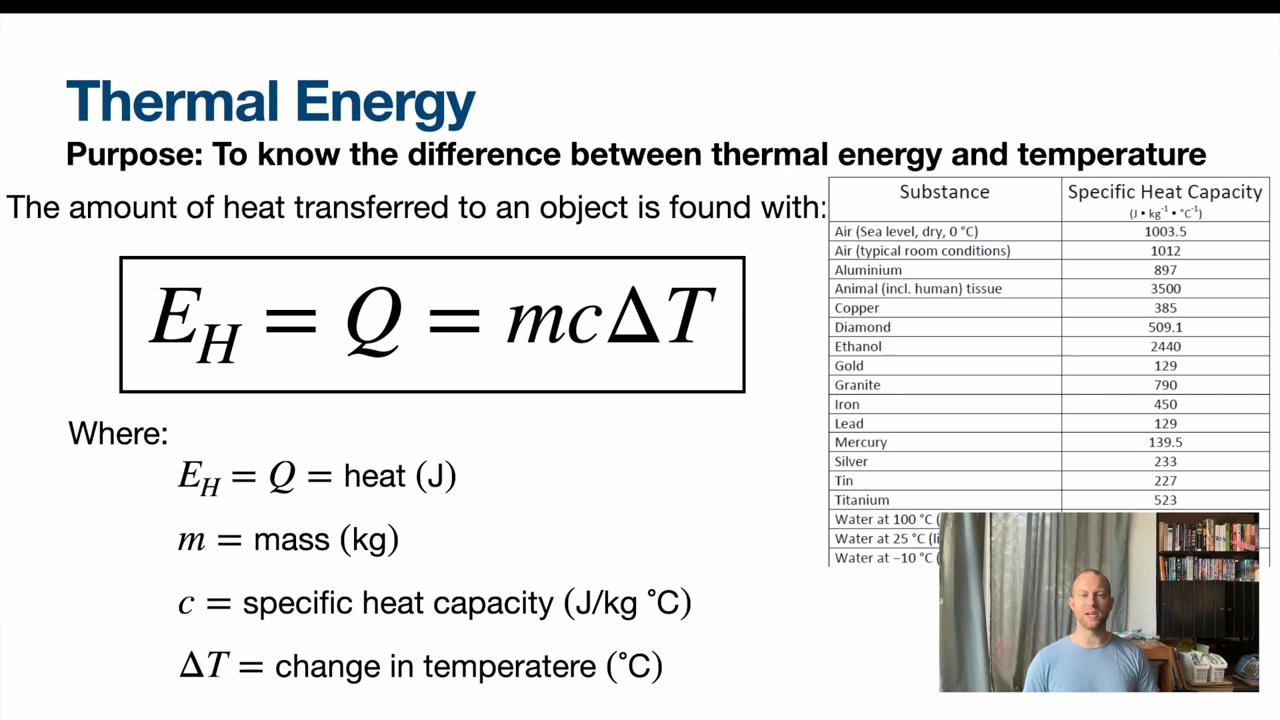 Thermal Energy
Purpose: To know the difference between thermal energy and temperature
The amount of heat transferred to an object is found with:
E_H = Q = mcΔT
Where:
E_H = Q = heat (J)
m = mass (kg)
c = specific heat capacity (J/kg °C)
ΔT = change in temperatere (°C)
Substance Specific Heat Capacity
(J • kg⁻¹ • °C⁻¹)
Air (Sea level, dry, 0 °C) 1003.5
Air (typical room conditions) 1012
Aluminium 897
Animal (incl. human) tissue 3500
Copper 385
Diamond 509.1
Ethanol 2440
Gold 129
Granite 790
Iron 450
Lead 129
Mercury 139.5
Silver 233
Tin 227
Titanium 523
Water at 100 °C (
Water at 25 °C (li
Water at −10 °C (